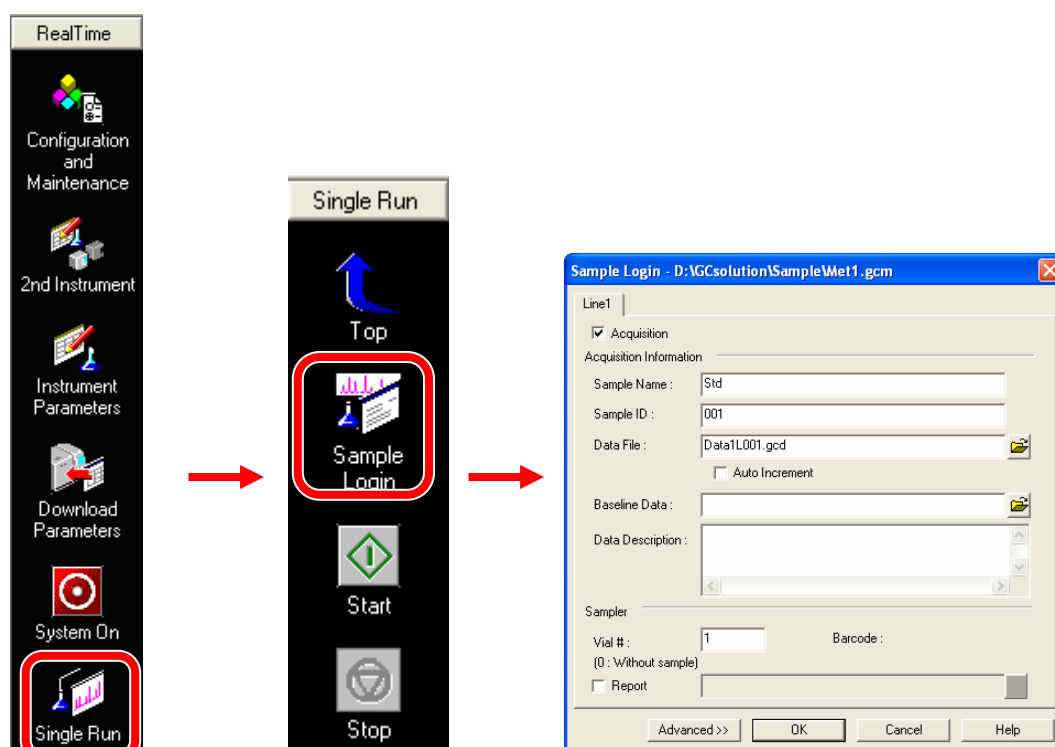 RealTime
Configuration
and
Maintenance
2nd Instrument
Instrument
Parameters
Download
Parameters
System On
Single Run
Single Run
Top
Sample
Login
Start
Stop
Sample Login - D:\GCsolution\Sample\Met1.gcm
Line1
Acquisition
Acquisition Information
Sample Name : Std
Sample ID : 001
Data File : Data1L001.gcd
Auto Increment
Baseline Data :
Data Description :
Sampler
Vial # : 1 Barcode :
(0 : Without sample)
Report
Advanced >> OK Cancel Help